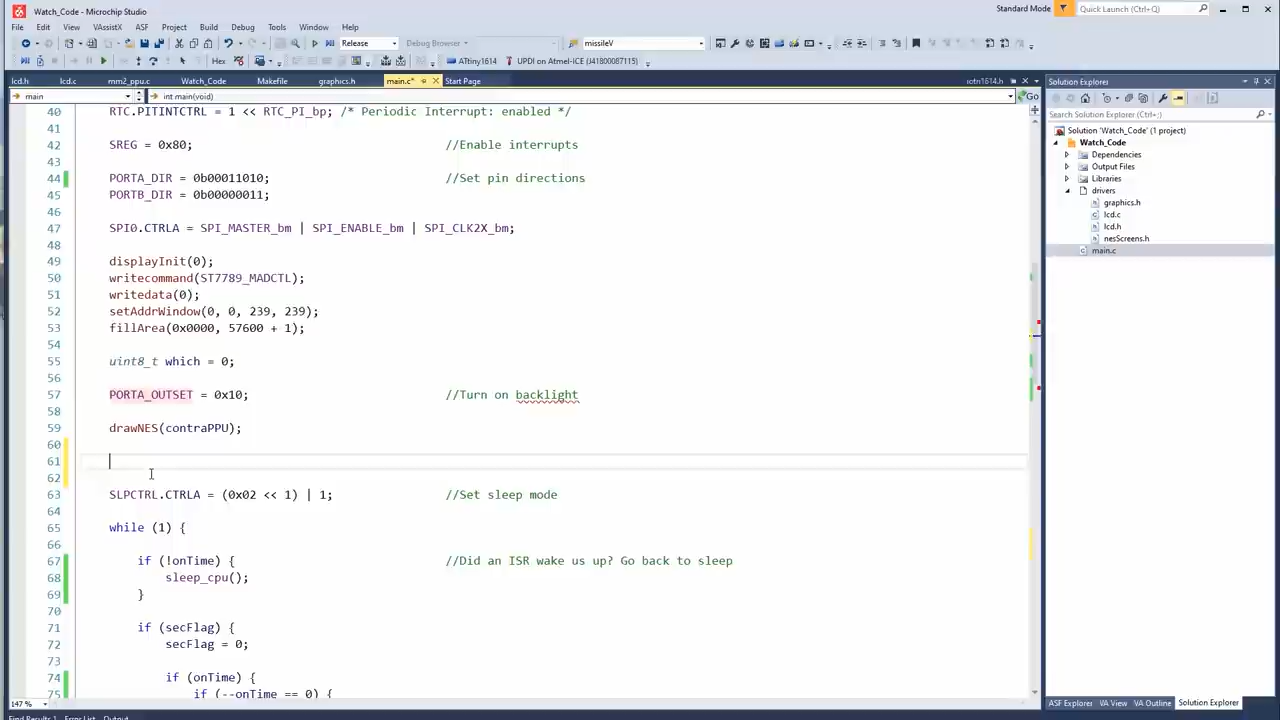 Watch_Code - Microchip Studio
Standard Mode
Quick Launch (Ctrl+Q)
File Edit View VAssistX ASF Project Build Debug Tools Window Help
Release
Debug Browser
missileV
Hex
ATtiny1614
UPDI on Atmel-ICE (J41800087115)
lcd.h lcd.c mm2_ppu.c Watch_Code Makefile graphics.h main.c* Start Page
iotn1614.h
main
int main(void)
Go
40 RTC.PITINTCTRL = 1 << RTC_PI_bp; /* Periodic Interrupt: enabled */
41
42 SREG = 0x80; //Enable interrupts
43
44 PORTA_DIR = 0b00011010; //Set pin directions
45 PORTB_DIR = 0b00000011;
46
47 SPI0.CTRLA = SPI_MASTER_bm | SPI_ENABLE_bm | SPI_CLK2X_bm;
48
49 displayInit(0);
50 writecommand(ST7789_MADCTL);
51 writedata(0);
52 setAddrWindow(0, 0, 239, 239);
53 fillArea(0x0000, 57600 + 1);
54
55 uint8_t which = 0;
56
57 PORTA_OUTSET = 0x10; //Turn on backlight
58
59 drawNES(contraPPU);
60
61
62
63 SLPCTRL.CTRLA = (0x02 << 1) | 1; //Set sleep mode
64
65 while (1) {
66
67 if (!onTime) { //Did an ISR wake us up? Go back to sleep
68 sleep_cpu();
69 }
70
71 if (secFlag) {
72 secFlag = 0;
73
74 if (onTime) {
75 if (--onTime == 0) {
147 %
Find Results 1 Error List Output
Solution Explorer
Search Solution Explorer (Ctrl+;)
Solution 'Watch_Code' (1 project)
Watch_Code
Dependencies
Output Files
Libraries
drivers
graphics.h
lcd.c
lcd.h
nesScreens.h
main.c
ASF Explorer VA View VA Outline Solution Explorer